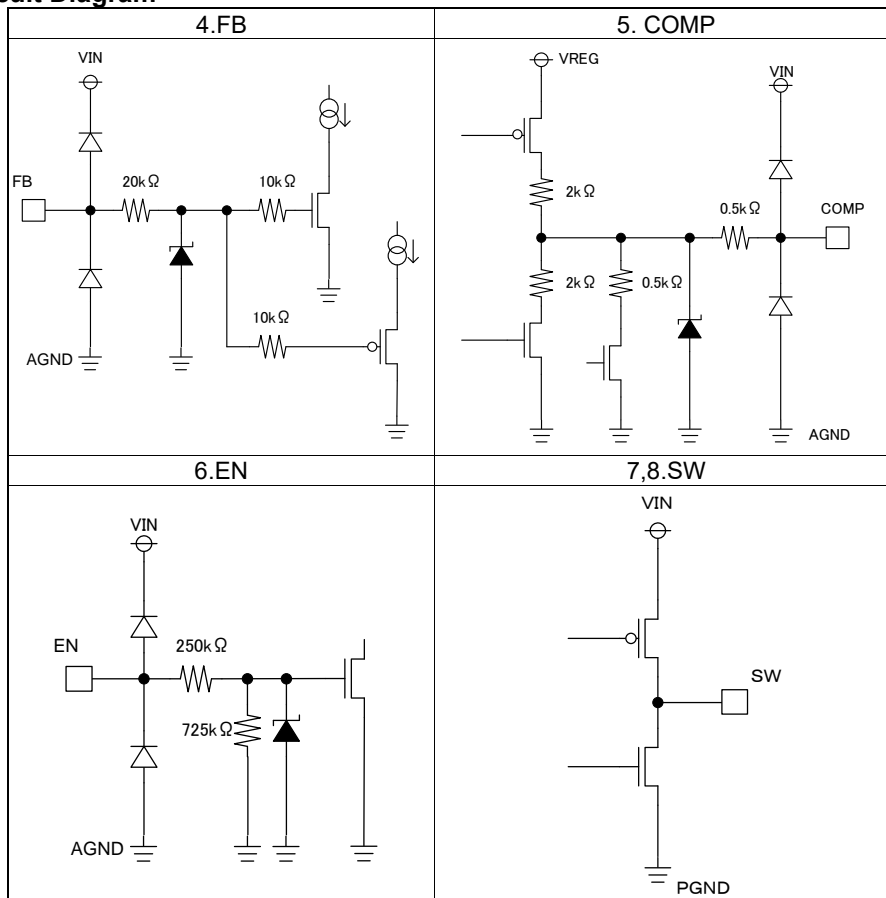 4.FB
5. COMP
VIN
FB
20kΩ
10kΩ
10kΩ
AGND
VREG
VIN
2kΩ
0.5kΩ
COMP
2kΩ
0.5kΩ
AGND
6.EN
7,8.SW
VIN
EN
250kΩ
725kΩ
AGND
VIN
SW
PGND